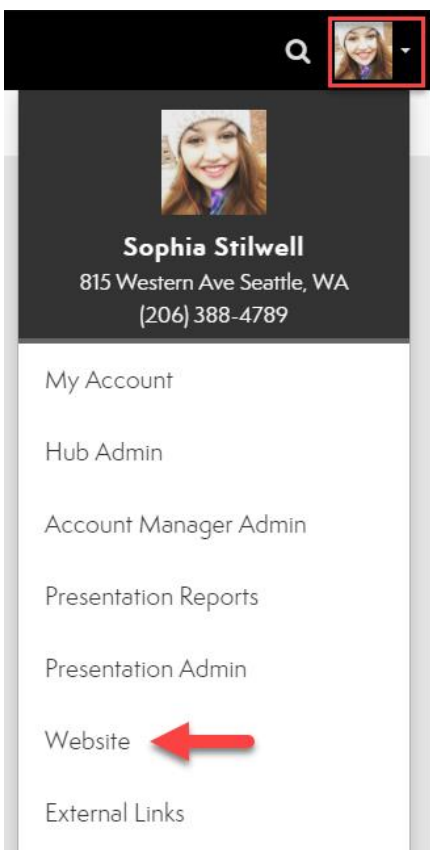 Sophia Stilwell
815 Western Ave Seattle, WA
(206) 388-4789
My Account
Hub Admin
Account Manager Admin
Presentation Reports
Presentation Admin
Website
External Links